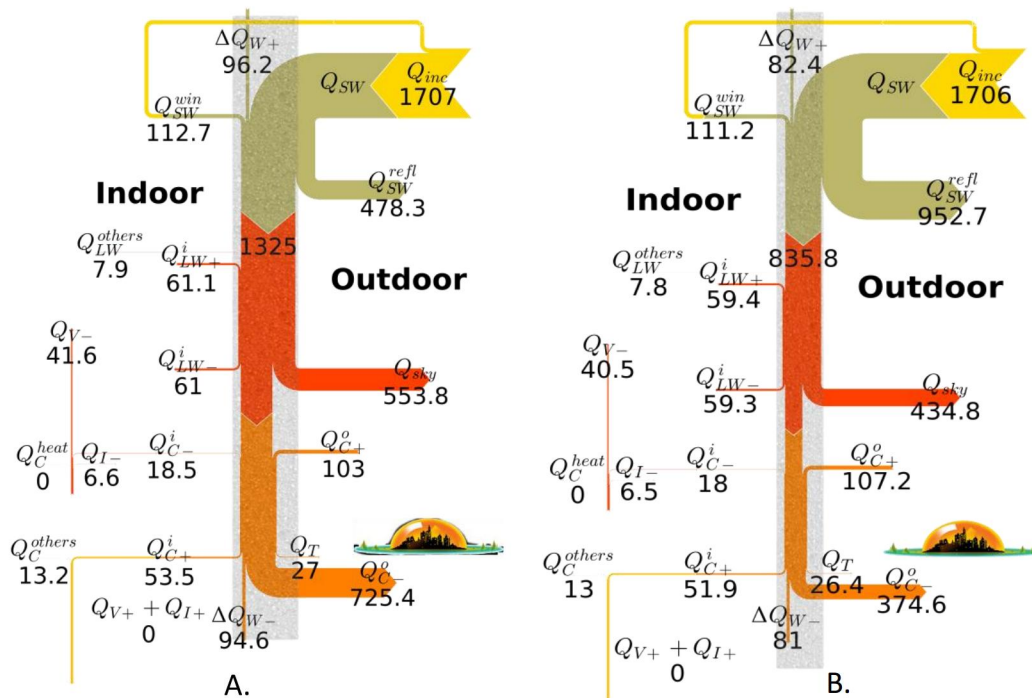 ΔQ_{W+}
96.2
Q_{SW}
Q_{inc}
1707
Q_{SW}^{win}
112.7
Q_{SW}^{refl}
478.3
Indoor
Q_{LW}^{others}
7.9
Q_{LW+}^{i}
61.1
1325
Outdoor
Q_{V-}
41.6
Q_{LW-}^{i}
61
Q_{sky}
553.8
Q_{C}^{heat}
0
Q_{I-}
6.6
Q_{C-}^{i}
18.5
Q_{C+}^{o}
103
Q_{C}^{others}
13.2
Q_{C+}^{i}
53.5
Q_{T}
27
Q_{C-}^{o}
725.4
Q_{V+} + Q_{I+}
0
ΔQ_{W-}
94.6
A.
ΔQ_{W+}
82.4
Q_{SW}
Q_{inc}
1706
Q_{SW}^{win}
111.2
Q_{SW}^{refl}
952.7
Indoor
Q_{LW}^{others}
7.8
Q_{LW+}^{i}
59.4
835.8
Outdoor
Q_{V-}
40.5
Q_{LW-}^{i}
59.3
Q_{sky}
434.8
Q_{C}^{heat}
0
Q_{I-}
6.5
Q_{C-}^{i}
18
Q_{C+}^{o}
107.2
Q_{C}^{others}
13
Q_{C+}^{i}
51.9
Q_{T}
26.4
Q_{C-}^{o}
374.6
ΔQ_{W-}
81
Q_{V+} + Q_{I+}
0
B.